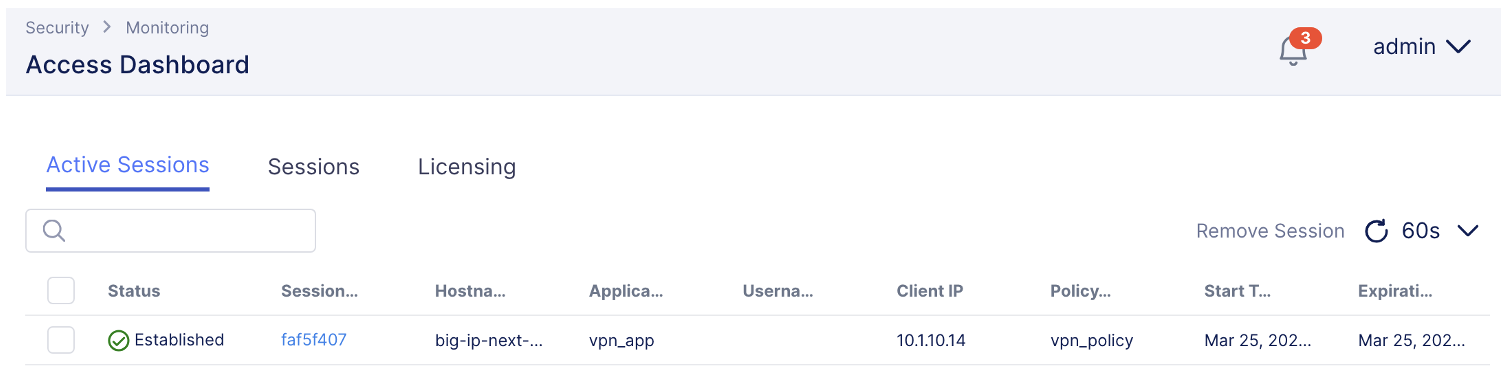 Security > Monitoring
Access Dashboard
3
admin
Active Sessions Sessions Licensing
Remove Session 60s
Status Session... Hostna... Applica... Userna... Client IP Policy... Start T... Expirati...
Established faf5f407 big-ip-next-... vpn_app 10.1.10.14 vpn_policy Mar 25, 202... Mar 25, 202...